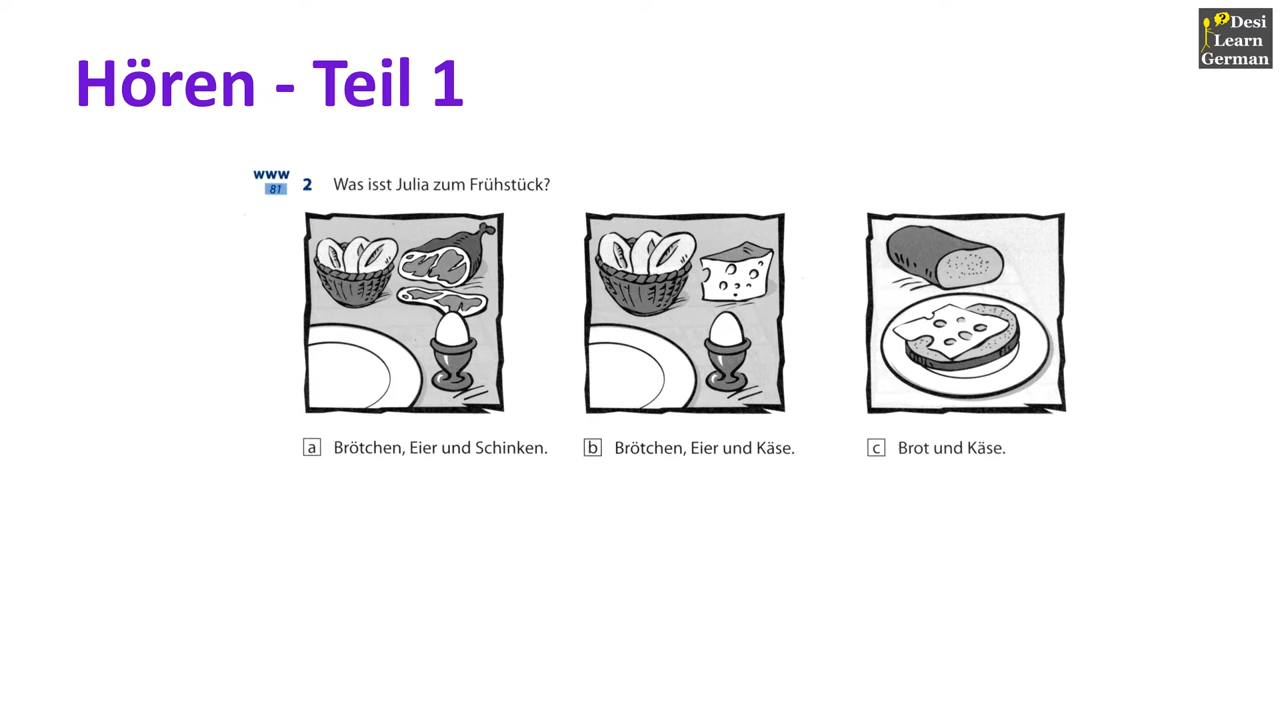 ? Desi
Learn
German
Hören - Teil 1
www
81
2 Was isst Julia zum Frühstück?
a Brötchen, Eier und Schinken.
b Brötchen, Eier und Käse.
c Brot und Käse.